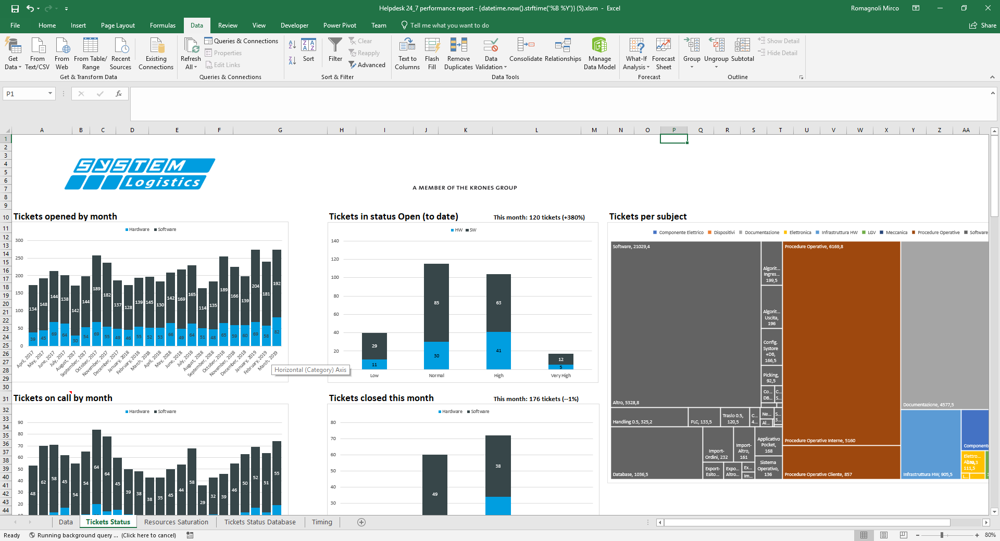 Helpdesk 24_7 performance report - {datetime.now().strftime('%B %Y')} (5).xlsm - Excel
Romagnoli Mirco
File Home Insert Page Layout Formulas Data Review View Developer Power Pivot Team Tell me what you want to do Share
Get Data
From Text/CSV
From Web
From Table/ Range
Recent Sources
Existing Connections
Get & Transform Data
Refresh All
Queries & Connections
Properties
Edit Links
Queries & Connections
Sort
Filter
Clear
Reapply
Advanced
Sort & Filter
Text to Columns
Flash Fill
Remove Duplicates
Data Validation
Consolidate
Relationships
Manage Data Model
Data Tools
What-If Analysis
Forecast Sheet
Forecast
Group
Ungroup
Subtotal
Show Detail
Hide Detail
Outline
P1
fx
A B C D E F G H I J K L M N O P Q R S T U V W X Y Z AA
1
2
3
4
5
6
7
8
9
10
11
12
13
14
15
16
17
18
19
20
21
22
23
24
25
26
27
28
29
30
31
32
33
34
35
36
37
38
39
40
41
42
43
44
SYSTEM
Logistics
A MEMBER OF THE KRONES GROUP
Tickets opened by month
Hardware Software
300
250
200
150
100
50
0
134 148 144 138 142 144 189 182 137 128 139 145 130 142 169 165 114 135 189 166 139 204 181 192
39 45 69 64 30 54 69 55 49 46 55 52 53 66 49 64 51 48 65 59 60 69 58 82
April, 2017 May, 2017 June, 2017 July, 2017 August, 2017 September, 2017 October, 2017 November, 2017 December, 2017 January, 2018 February, 2018 March, 2018 April, 2018 May, 2018 June, 2018 July, 2018 August, 2018 September, 2018 October, 2018 November, 2018 December, 2018 January, 2019 February, 2019 March, 2019
Horizontal (Category) Axis
Tickets in status Open (to date)
This month: 120 tickets (+380%)
HW SW
140
120
100
80
60
40
20
29 85 63 12
11 30 41 5
Low Normal High Very High
Tickets per subject
Componente Elettrico Dispositivi Documentazione Elettronica Infrastruttura HW LGV Meccanica Procedure Operative Software
Software, 21029,4
Altro, 5328,8
Algorit... Ingres... 199,5
Algorit... Uscita, 196
Config. Systore +DB, 166,5
Picking, 92,5
Co... DB...
C... S...
Handling 0.5, 325,2
PLC, 133,5
Traslo 0.5, 120,5
C... 4...
Ne...
Al...
S... 3...
Database, 1036,5
Import-Ordini, 232
Import-Altro, 161
Applicativo Pocket, 168
Export-Esito...
Expo... Altro...
Ex...
Im...
Sistema Operativo, 136
Procedure Operative, 6169,8
Procedure Operative Interne, 5160
Procedure Operative Cliente, 857
Documentazione, 4577,5
Infrastruttura HW, 905,5
Component
Elettro...
Altro,
111,5
L...
Tickets on call by month
Hardware Software
90
80
70
60
50
40
30
20
48 62 58 45 54 54 64 64 45 39 38 38 35 45 44 58 29 32 39 46 50 52 51 55
Tickets closed this month
This month: 176 tickets (--1%)
Hardware Software
80
70
60
50
40
30
49 38
Data Tickets Status Resources Saturation Tickets Status Database Timing
Ready Running background query ... (Click here to cancel)
80%